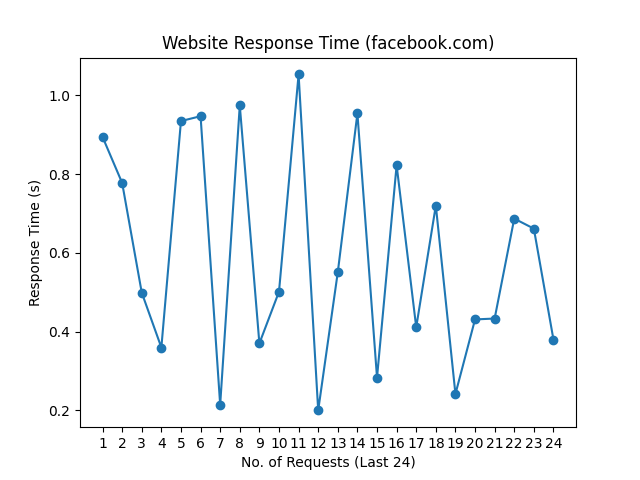 Website Response Time (facebook.com)
1.0
0.8
0.6
0.4
0.2
Response Time (s)
1 2 3 4 5 6 7 8 9 10 11 12 13 14 15 16 17 18 19 20 21 22 23 24
No. of Requests (Last 24)